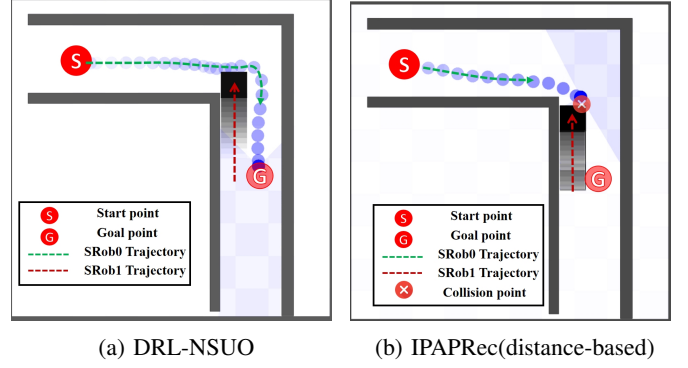 S
G
S Start point
G Goal point
SRob0 Trajectory
SRob1 Trajectory
(a) DRL-NSUO
S
G
S Start point
G Goal point
SRob0 Trajectory
SRob1 Trajectory
Collision point
(b) IPAPRec(distance-based)